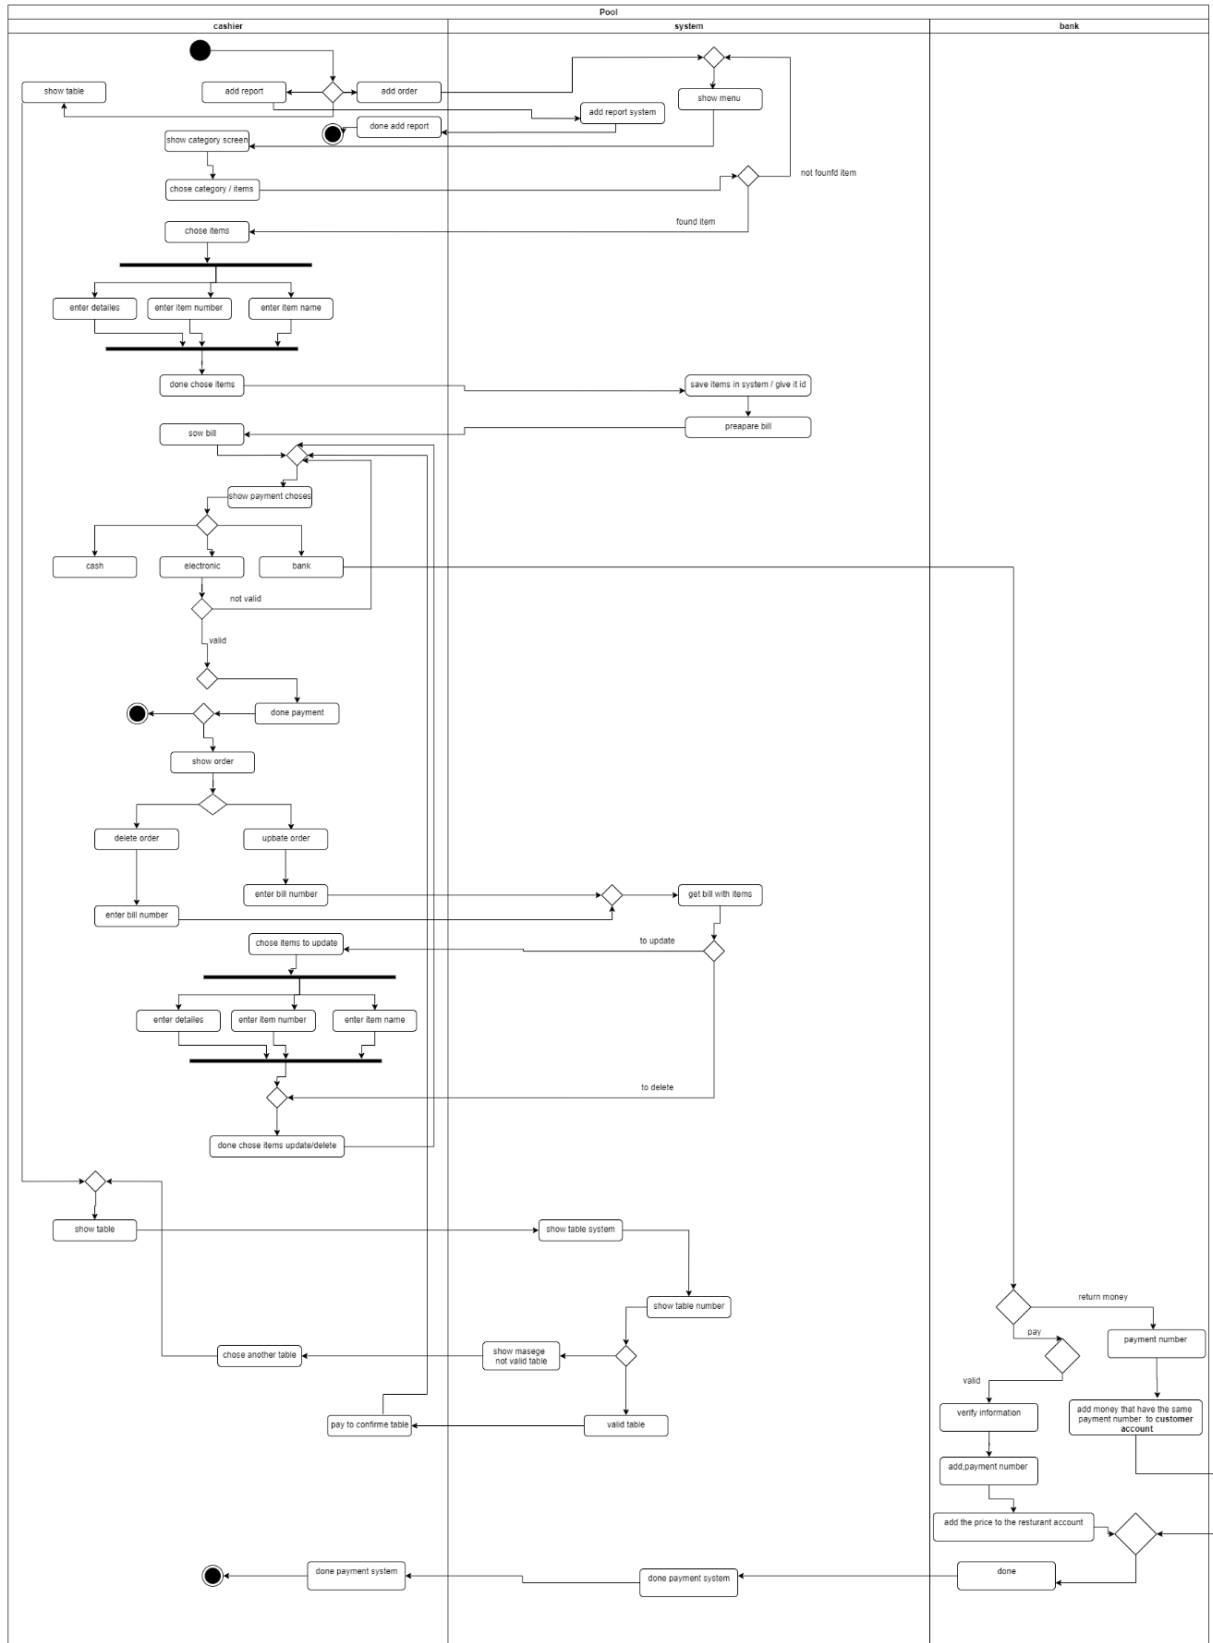 Pool
cashier
system
bank
show table
add report
add order
show menu
add report system
done add report
show category screen
chose category / items
not founfd item
found item
chose items
enter detailes
enter item number
enter item name
done chose items
save items in system / give it id
sow bill
preapare bill
show payment choses
cash
electronic
bank
not valid
valid
done payment
show order
delete order
upbate order
enter bill number
get bill with items
enter bill number
chose items to update
to update
enter detailes
enter item number
enter item name
to delete
done chose items update/delete
show table
show table system
show table number
return money
pay
payment number
chose another table
show masege
not valid table
valid
verify information
add money that have the same
payment number to customer
account
pay to confirme table
valid table
add,payment number
add the price to the resturant account
done payment system
done payment system
done